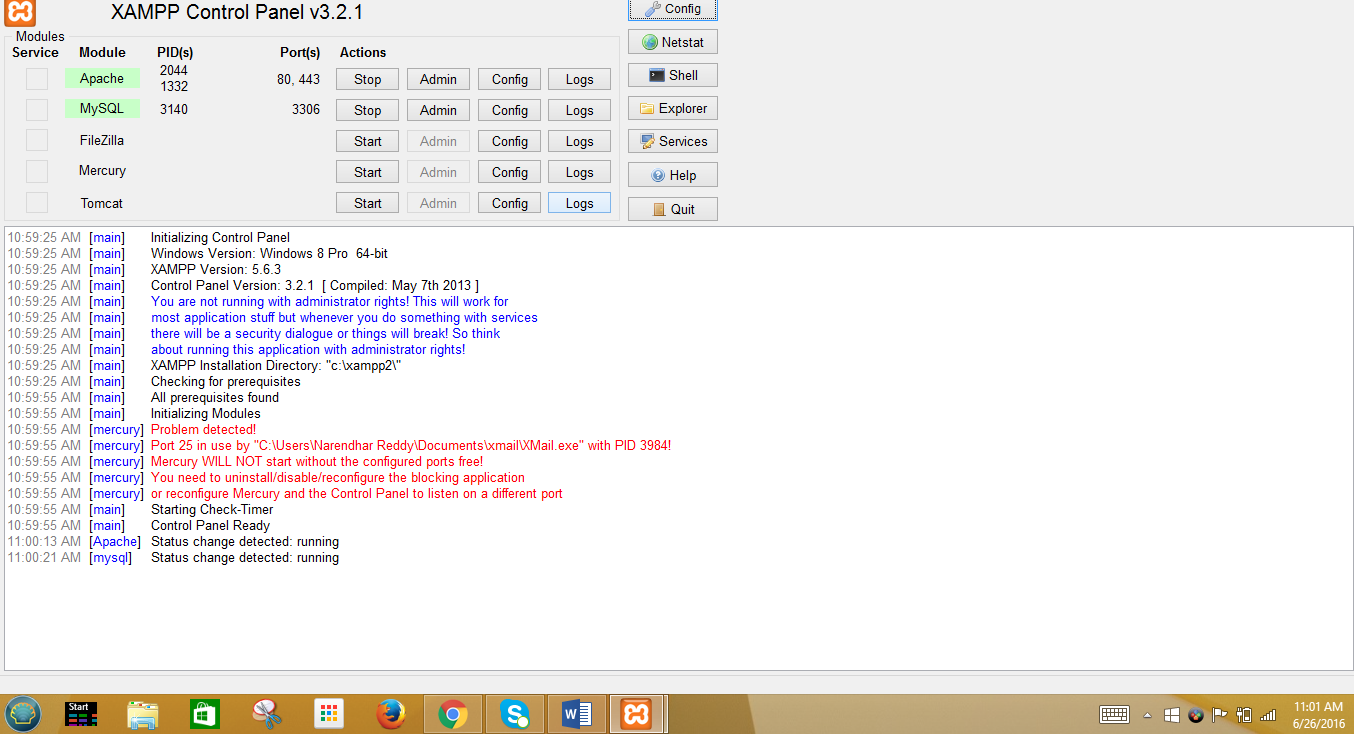 XAMPP Control Panel v3.2.1
Config
Modules
Service Module PID(s) Port(s) Actions
Netstat
Apache 2044 1332 80, 443 Stop Admin Config Logs
Shell
MySQL 3140 3306 Stop Admin Config Logs
Explorer
FileZilla Start Admin Config Logs
Services
Mercury Start Admin Config Logs
Help
Tomcat Start Admin Config Logs
Quit
10:59:25 AM [main] Initializing Control Panel
10:59:25 AM [main] Windows Version: Windows 8 Pro 64-bit
10:59:25 AM [main] XAMPP Version: 5.6.3
10:59:25 AM [main] Control Panel Version: 3.2.1 [ Compiled: May 7th 2013 ]
10:59:25 AM [main] You are not running with administrator rights! This will work for
10:59:25 AM [main] most application stuff but whenever you do something with services
10:59:25 AM [main] there will be a security dialogue or things will break! So think
10:59:25 AM [main] about running this application with administrator rights!
10:59:25 AM [main] XAMPP Installation Directory: "c:\xampp2\"
10:59:25 AM [main] Checking for prerequisites
10:59:55 AM [main] All prerequisites found
10:59:55 AM [main] Initializing Modules
10:59:55 AM [mercury] Problem detected!
10:59:55 AM [mercury] Port 25 in use by "C:\Users\Narendhar Reddy\Documents\xmail\XMail.exe" with PID 3984!
10:59:55 AM [mercury] Mercury WILL NOT start without the configured ports free!
10:59:55 AM [mercury] You need to uninstall/disable/reconfigure the blocking application
10:59:55 AM [mercury] or reconfigure Mercury and the Control Panel to listen on a different port
10:59:55 AM [main] Starting Check-Timer
10:59:55 AM [main] Control Panel Ready
11:00:13 AM [Apache] Status change detected: running
11:00:21 AM [mysql] Status change detected: running
Start
11:01 AM
6/26/2016